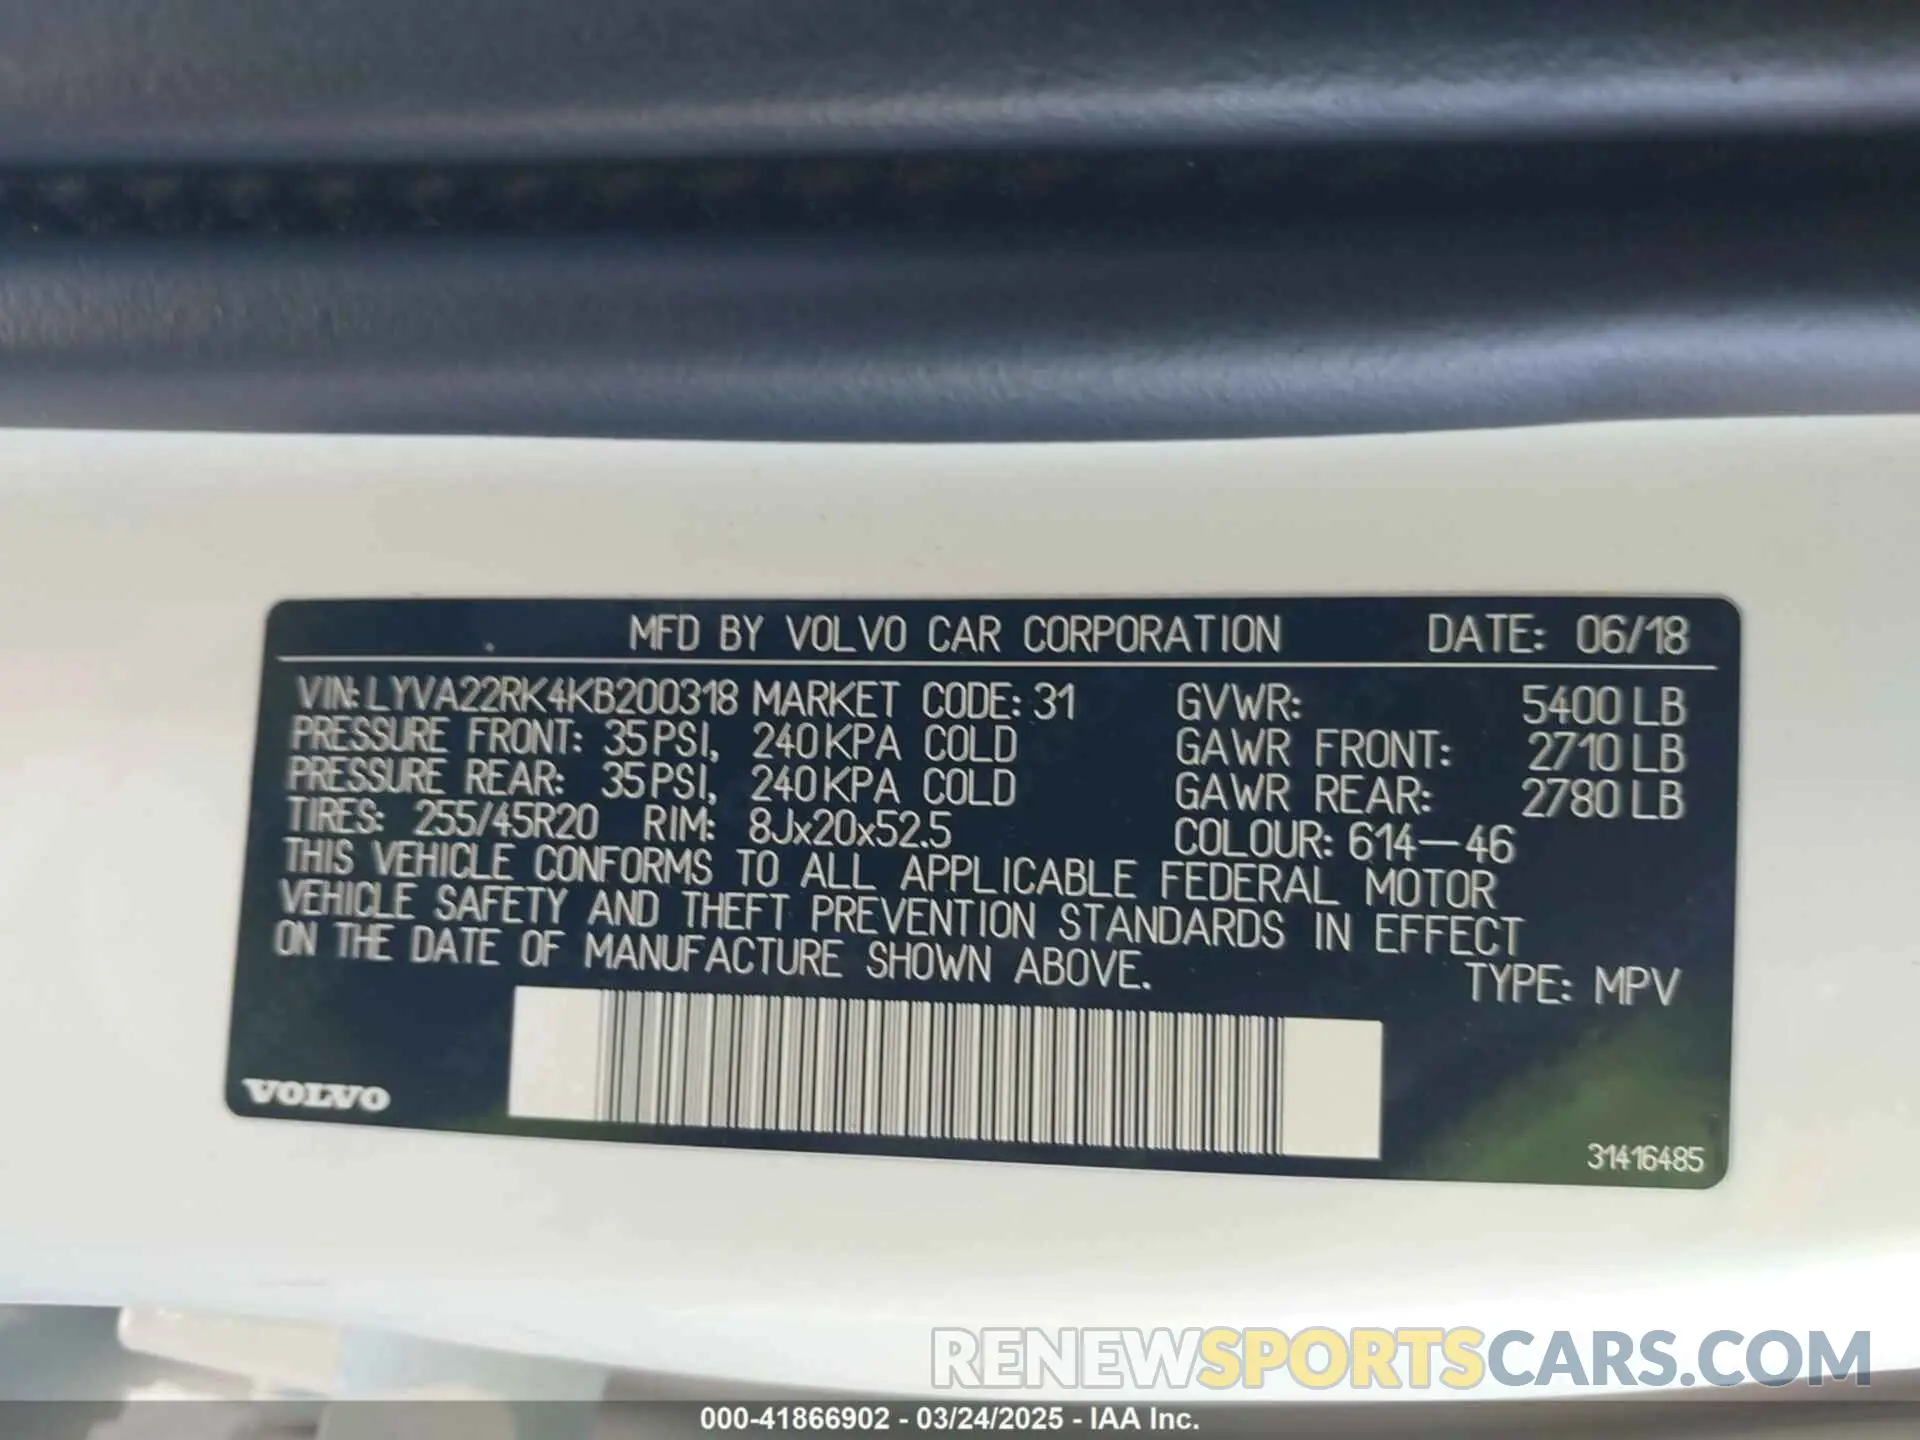 MFD BY VOLVO CAR CORPORATION DATE: 06/18
VIN: LYVA22RK4KB200318 MARKET CODE: 31 GVWR: 5400 LB
PRESSURE FRONT: 35 PSI, 240 KPA COLD GAWR FRONT: 2710 LB
PRESSURE REAR: 35 PSI, 240 KPA COLD GAWR REAR: 2780 LB
TIRES: 255/45R20 RIM: 8Jx20x52.5 COLOUR: 614-46
THIS VEHICLE CONFORMS TO ALL APPLICABLE FEDERAL MOTOR
VEHICLE SAFETY AND THEFT PREVENTION STANDARDS IN EFFECT
ON THE DATE OF MANUFACTURE SHOWN ABOVE. TYPE: MPV
VOLVO
31416485
RENEWSPORTSCARS.COM
000-41866902 - 03/24/2025 - IAA Inc.